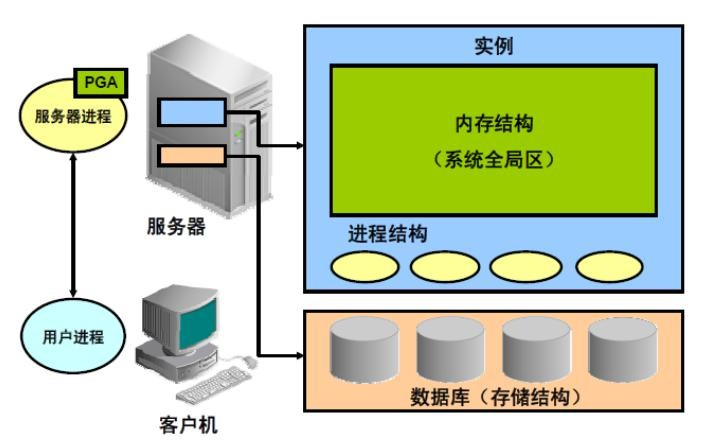 实例
PGA
服务器进程
内存结构
（系统全局区）
服务器
进程结构
用户进程
数据库（存储结构）
客户机